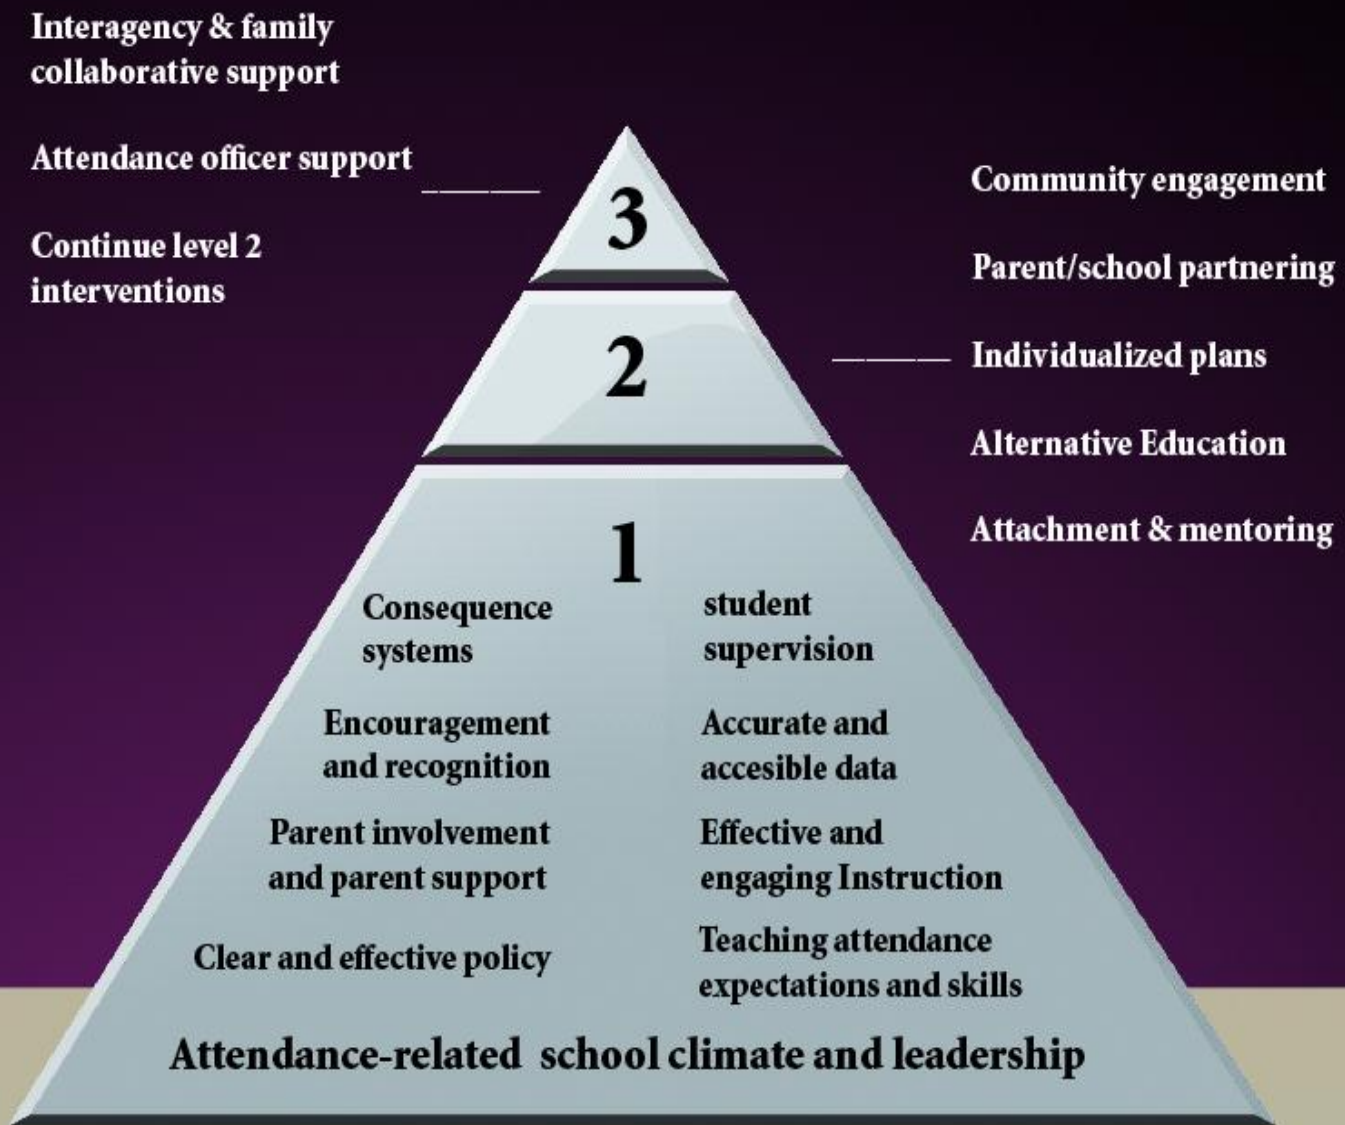 Interagency & family
collaborative support
Attendance officer support
Continue level 2
interventions
3
Community engagement
Parent/school partnering
Individualized plans
Alternative Education
Attachment & mentoring
2
1
Consequence
systems
student
supervision
Encouragement
and recognition
Accurate and
accesible data
Parent involvement
and parent support
Effective and
engaging Instruction
Clear and effective policy
Teaching attendance
expectations and skills
Attendance-related school climate and leadership